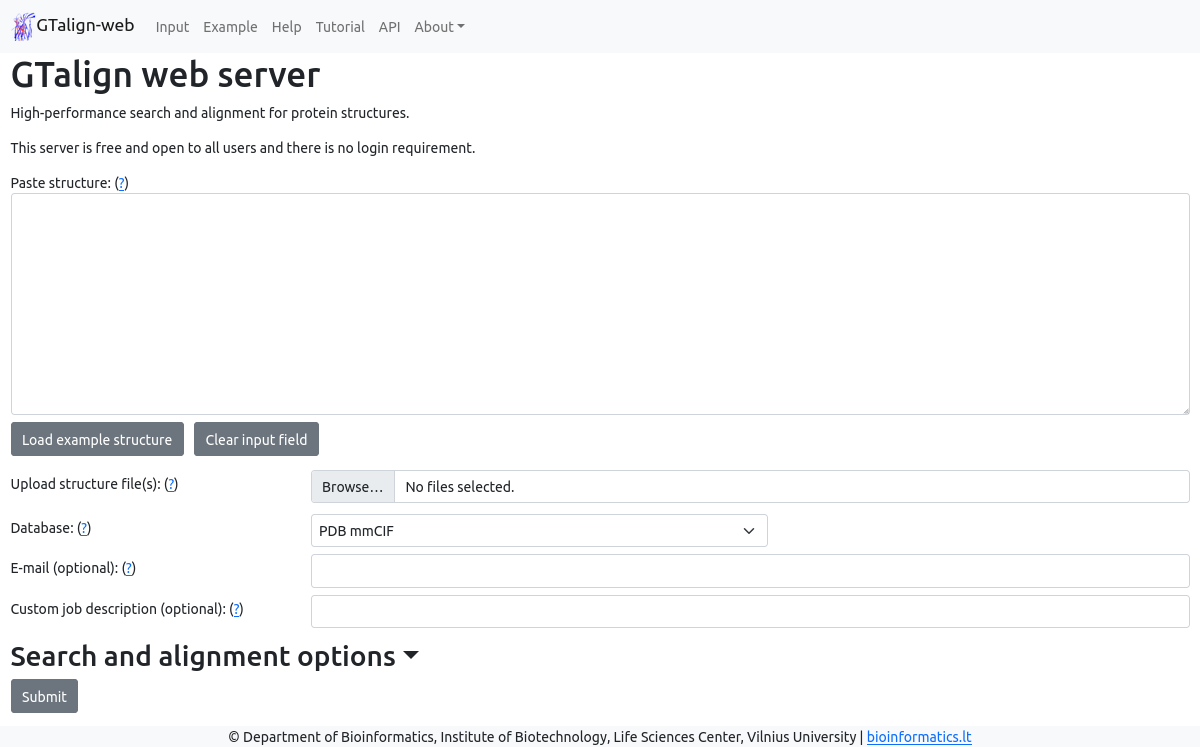 GTalign-web Input Example Help Tutorial API About
GTalign web server
High-performance search and alignment for protein structures.
This server is free and open to all users and there is no login requirement.
Paste structure: (?)
Load example structure Clear input field
Upload structure file(s): (?) Browse... No files selected.
Database: (?) PDB mmCIF
E-mail (optional): (?)
Custom job description (optional): (?)
Search and alignment options
Submit
© Department of Bioinformatics, Institute of Biotechnology, Life Sciences Center, Vilnius University | bioinformatics.lt